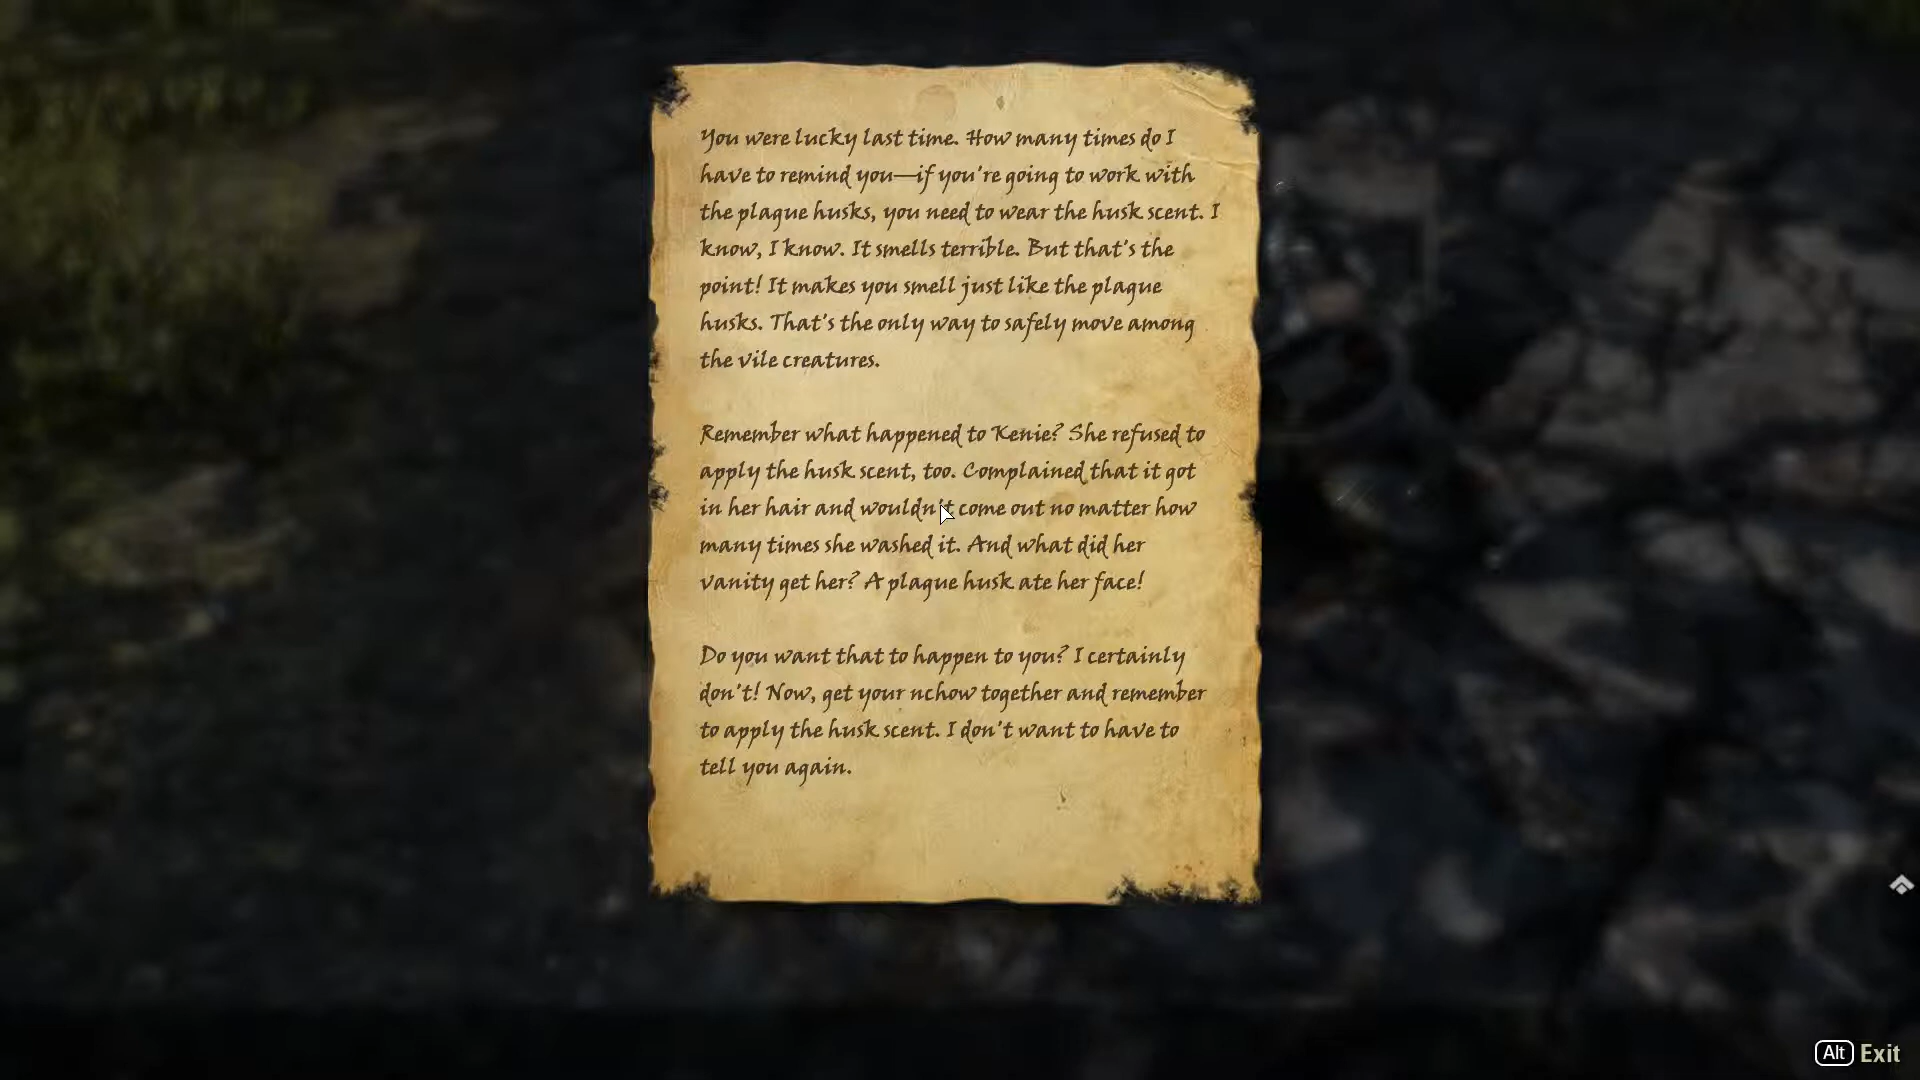 You were lucky last time. How many times do I
have to remind you—if you're going to work with
the plague husks, you need to wear the husk scent. I
know, I know. It smells terrible. But that's the
point! It makes you smell just like the plague
husks. That's the only way to safely move among
the vile creatures.
Remember what happened to Kenie? She refused to
apply the husk scent, too. Complained that it got
in her hair and wouldn't come out no matter how
many times she washed it. And what did her
vanity get her? A plague husk ate her face!
Do you want that to happen to you? I certainly
don't! Now, get your nchow together and remember
to apply the husk scent. I don't want to have to
tell you again.
Alt Exit